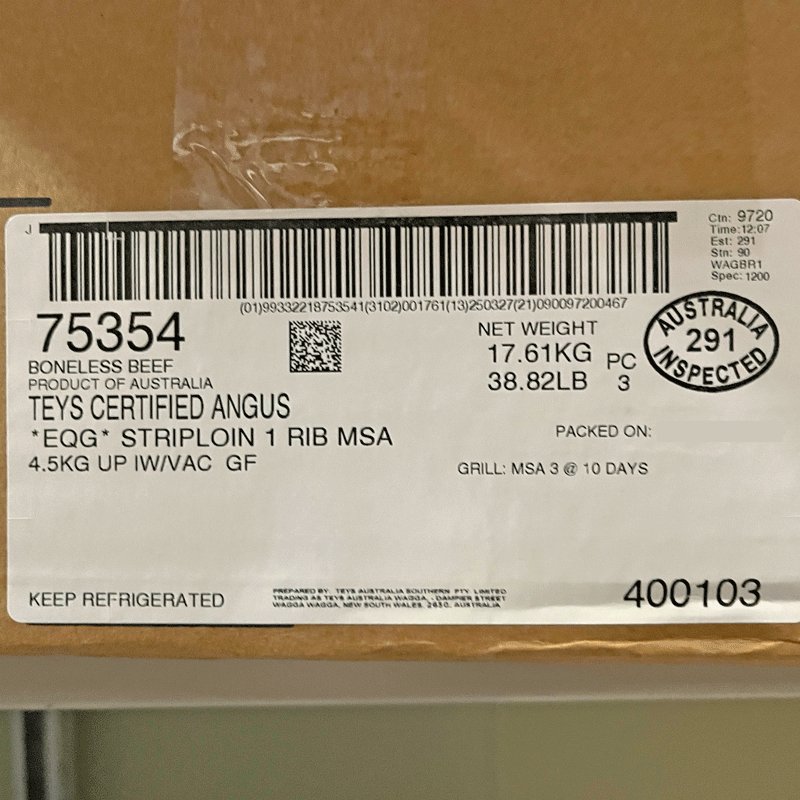 J
Ctn: 9720
Time:12:07
Est: 291
Stn: 90
WAGBR1
Spec: 1200
(01)99332218753541(3102)001761(13)250327(21)090097200467
75354
BONELESS BEEF
PRODUCT OF AUSTRALIA
TEYS CERTIFIED ANGUS
*EQG* STRIPLOIN 1 RIB MSA
4.5KG UP IW/VAC GF
NET WEIGHT
17.61KG
38.82LB
PC
3
AUSTRALIA
291
INSPECTED
PACKED ON:
GRILL: MSA 3 @ 10 DAYS
KEEP REFRIGERATED
PREPARED BY: TEYS AUSTRALIA SOUTHERN PTY LIMITED
TRADING AS TEYS AUSTRALIA WAGGA, - DAMPIER STREET
WAGGA WAGGA, NEW SOUTH WALES, 2650, AUSTRALIA
400103